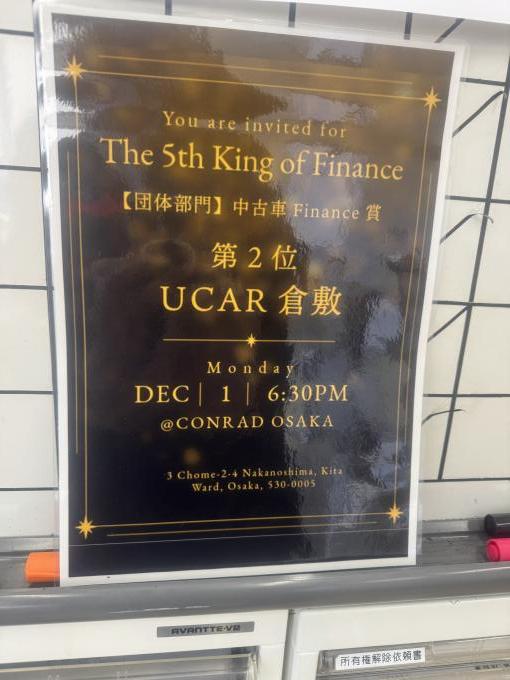 You are invited for
The 5th King of Finance
【団体部門】中古車 Finance 賞
第2位
UCAR 倉敷
Monday
DEC | 1 | 6:30PM
@CONRAD OSAKA
3 Chome-2-4 Nakanoshima, Kita
Ward, Osaka, 530-0005
AVANTTE-V2
所有権解除依頼書